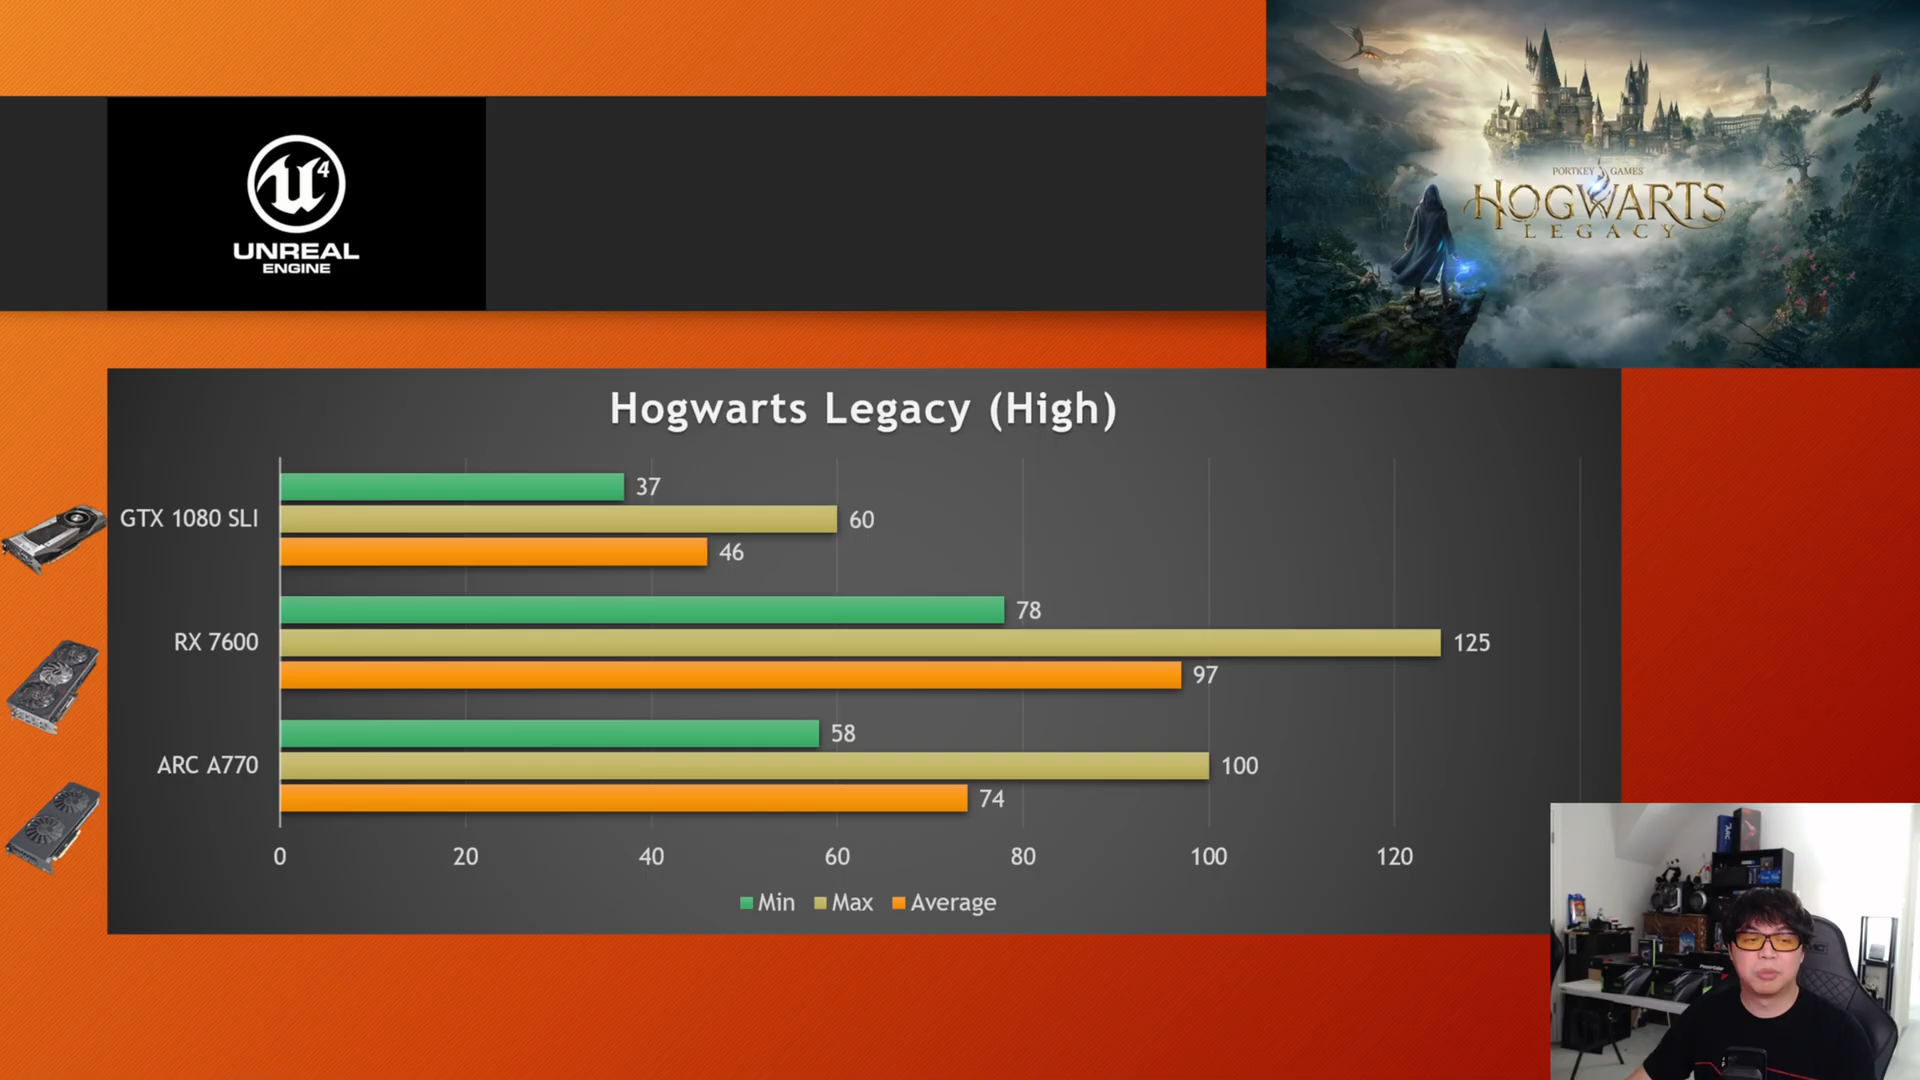 U4
UNREAL
ENGINE
PORTKEY GAMES
HOGWARTS
LEGACY
Hogwarts Legacy (High)
37
GTX 1080 SLI
60
46
78
RX 7600
125
97
58
ARC A770
100
74
0 20 40 60 80 100 120
Min Max Average